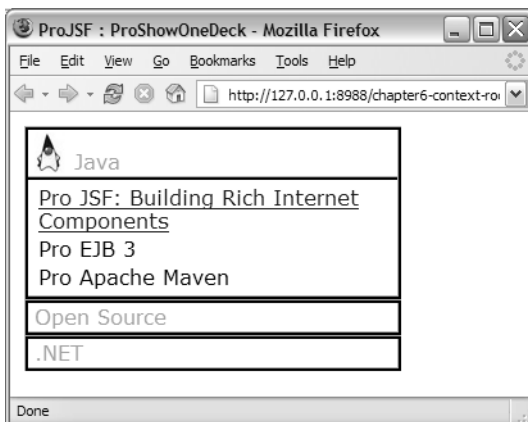 ProJSF : ProShowOneDeck - Mozilla Firefox
File Edit View Go Bookmarks Tools Help
http://127.0.0.1:8988/chapter6-context-roo
Java
Pro JSF: Building Rich Internet
Components
Pro EJB 3
Pro Apache Maven
Open Source
.NET
Done